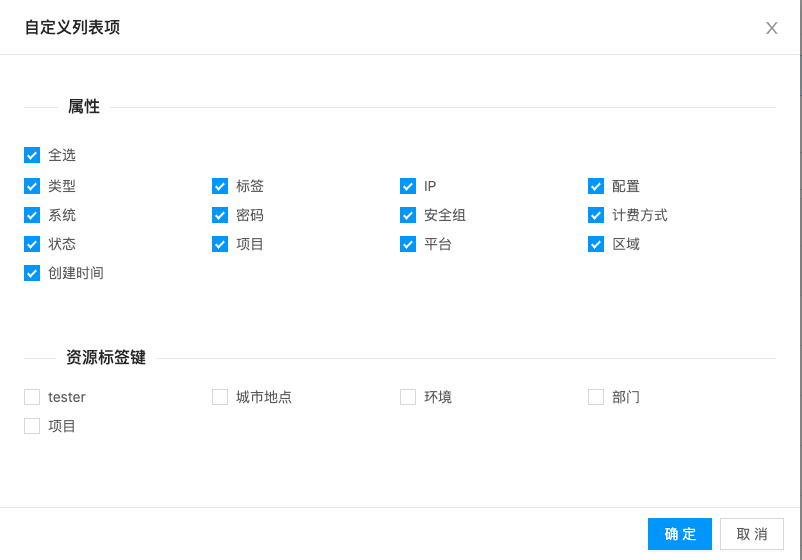 自定义列表项
X
属性
全选
类型 标签 IP 配置
系统 密码 安全组 计费方式
状态 项目 平台 区域
创建时间
资源标签键
tester 城市地点 环境 部门
项目
确 定 取 消